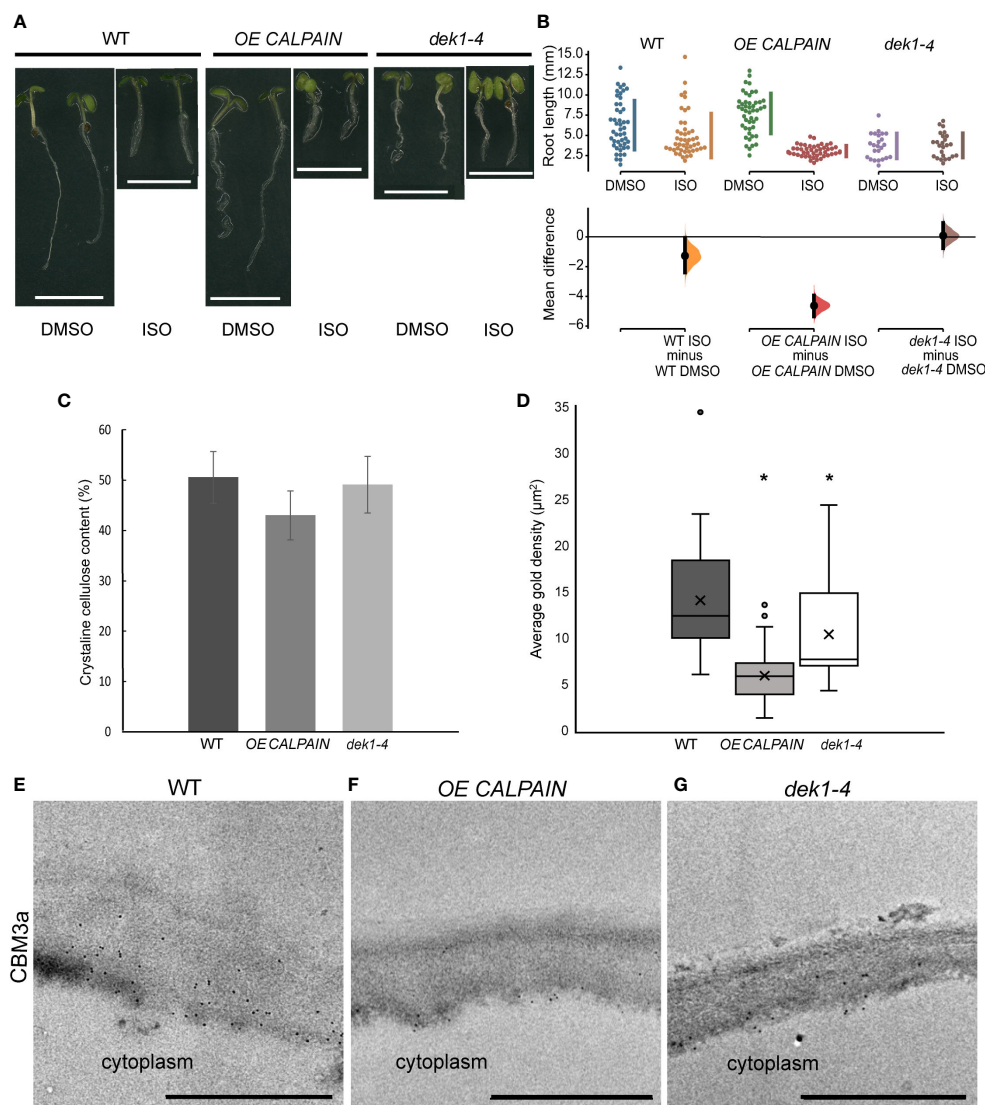 A
WT
OE CALPAIN
dek1-4
DMSO
ISO
DMSO
ISO
DMSO
ISO
B
WT
OE CALPAIN
dek1-4
Root length (mm)
15.0
12.5
10.0
7.5
5.0
2.5
DMSO
ISO
DMSO
ISO
DMSO
ISO
Mean difference
0
−2
−4
−6
WT ISO
minus
WT DMSO
OE CALPAIN ISO
minus
OE CALPAIN DMSO
dek1-4 ISO
minus
dek1-4 DMSO
C
Crystaline cellulose content (%)
60
50
40
30
20
10
0
WT
OE CALPAIN
dek1-4
D
Average gold density (µm²)
35
30
25
20
15
10
5
0
*
*
WT
OE CALPAIN
dek1-4
E
WT
F
OE CALPAIN
G
dek1-4
CBM3a
cytoplasm
cytoplasm
cytoplasm